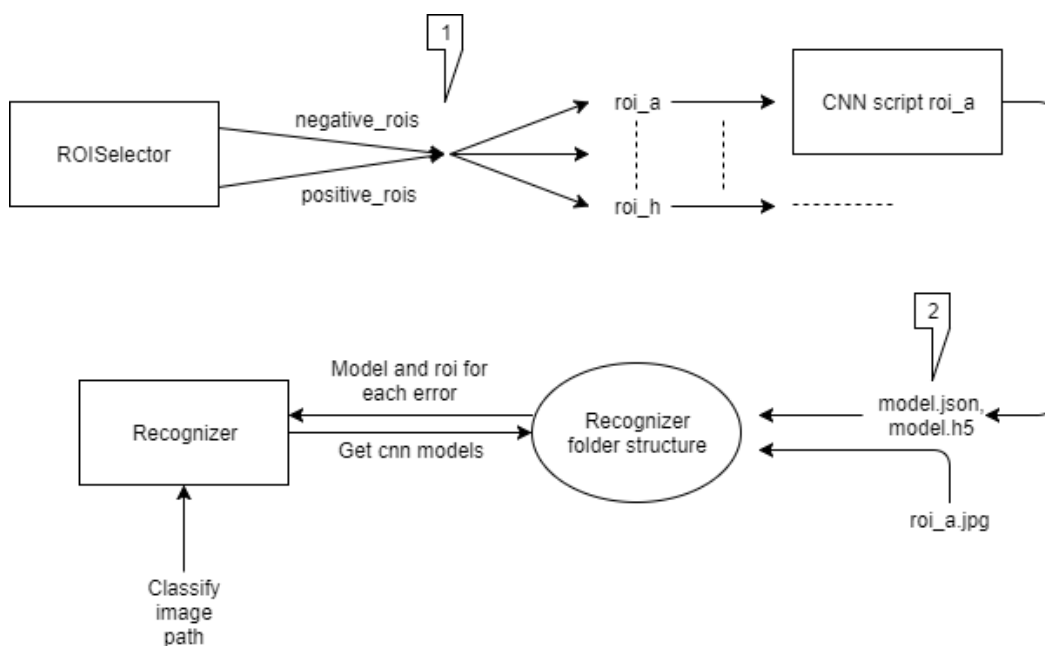 1
negative_rois
ROISelector
positive_rois
roi_a
roi_h
CNN script roi_a
2
Model and roi for
each error
Recognizer
Get cnn models
Recognizer
folder structure
model.json,
model.h5
roi_a.jpg
Classify
image
path